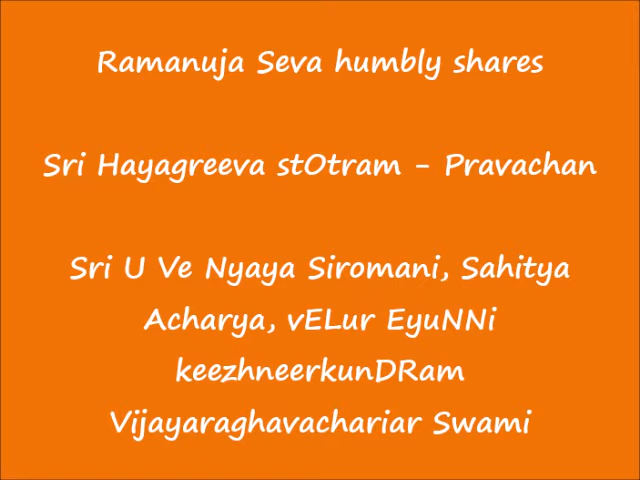 Ramanuja Seva humbly shares
Sri Hayagreeva stOtram - Pravachan
Sri U Ve Nyaya Siromani, Sahitya
Acharya, vELur EyuNNi
keezhneerkunDRam
Vijayaraghavachariar Swami